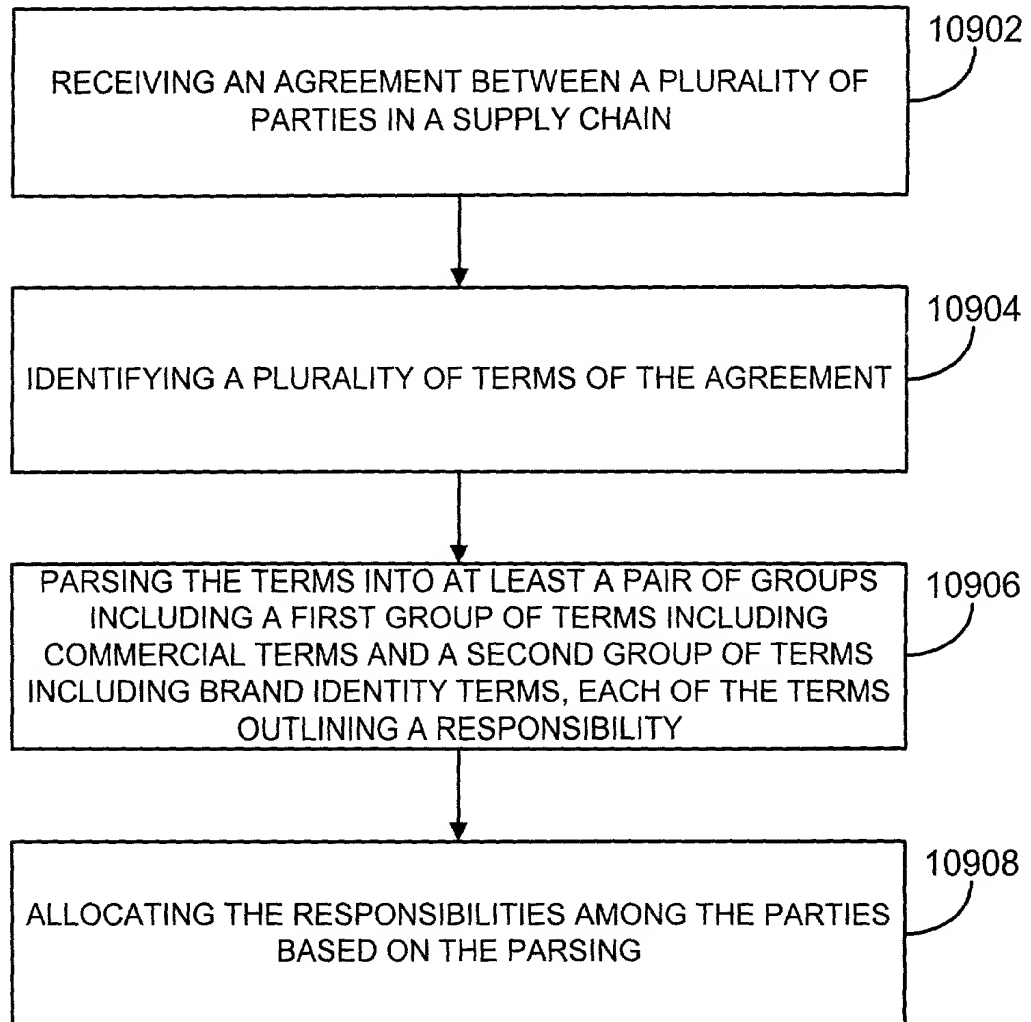 10902
RECEIVING AN AGREEMENT BETWEEN A PLURALITY OF
PARTIES IN A SUPPLY CHAIN
10904
IDENTIFYING A PLURALITY OF TERMS OF THE AGREEMENT
10906
PARSING THE TERMS INTO AT LEAST A PAIR OF GROUPS
INCLUDING A FIRST GROUP OF TERMS INCLUDING
COMMERCIAL TERMS AND A SECOND GROUP OF TERMS
INCLUDING BRAND IDENTITY TERMS, EACH OF THE TERMS
OUTLINING A RESPONSIBILITY
10908
ALLOCATING THE RESPONSIBILITIES AMONG THE PARTIES
BASED ON THE PARSING